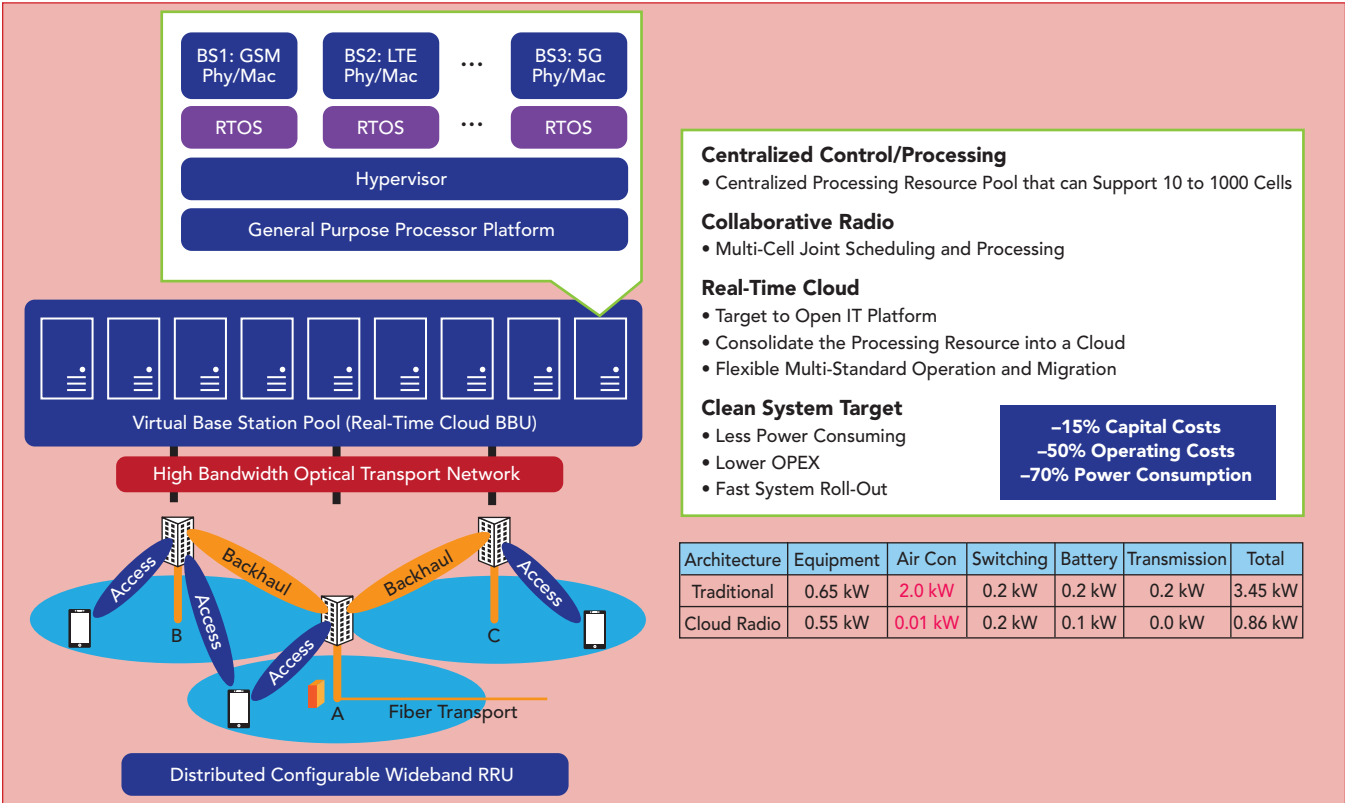 BS1: GSM
Phy/Mac
BS2: LTE
Phy/Mac
...
BS3: 5G
Phy/Mac
RTOS
RTOS
...
RTOS
Hypervisor
General Purpose Processor Platform
Virtual Base Station Pool (Real-Time Cloud BBU)
High Bandwidth Optical Transport Network
Access
Backhaul
Backhaul
Access
Access
Access
B
C
A
Fiber Transport
Distributed Configurable Wideband RRU
Centralized Control/Processing
• Centralized Processing Resource Pool that can Support 10 to 1000 Cells
Collaborative Radio
• Multi-Cell Joint Scheduling and Processing
Real-Time Cloud
• Target to Open IT Platform
• Consolidate the Processing Resource into a Cloud
• Flexible Multi-Standard Operation and Migration
Clean System Target
• Less Power Consuming
• Lower OPEX
• Fast System Roll-Out
–15% Capital Costs
–50% Operating Costs
–70% Power Consumption
Architecture Equipment Air Con Switching Battery Transmission Total
Traditional 0.65 kW 2.0 kW 0.2 kW 0.2 kW 0.2 kW 3.45 kW
Cloud Radio 0.55 kW 0.01 kW 0.2 kW 0.1 kW 0.0 kW 0.86 kW